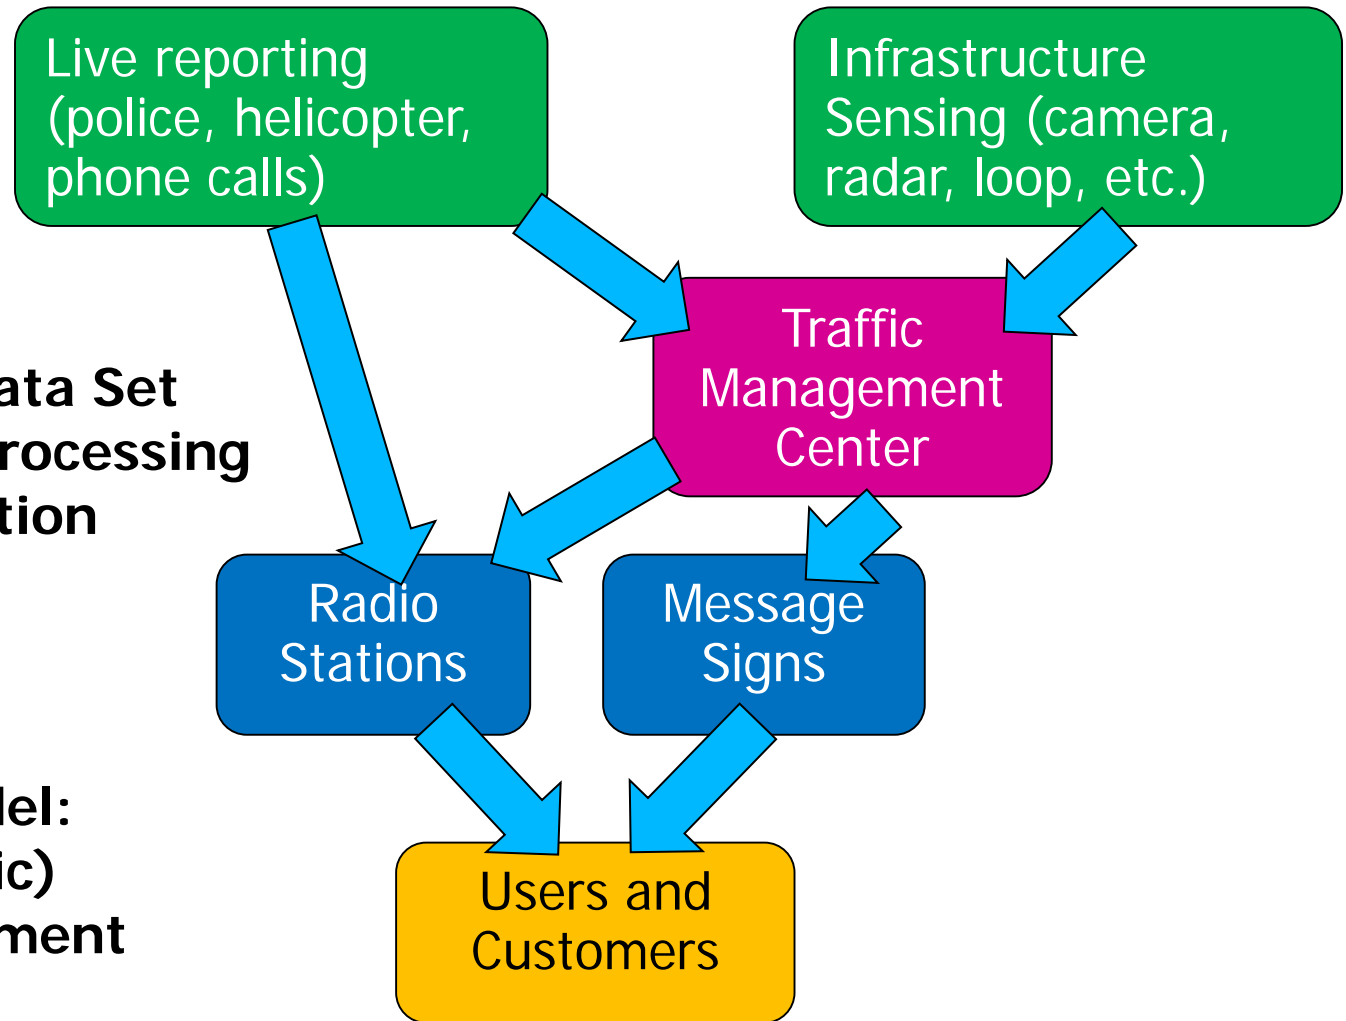 Live reporting
(police, helicopter,
phone calls)
Infrastructure
Sensing (camera,
radar, loop, etc.)
Traffic
Management
Center
ata Set
rocessing
tion
Radio
Stations
Message
Signs
del:
ic)
ment
Users and
Customers